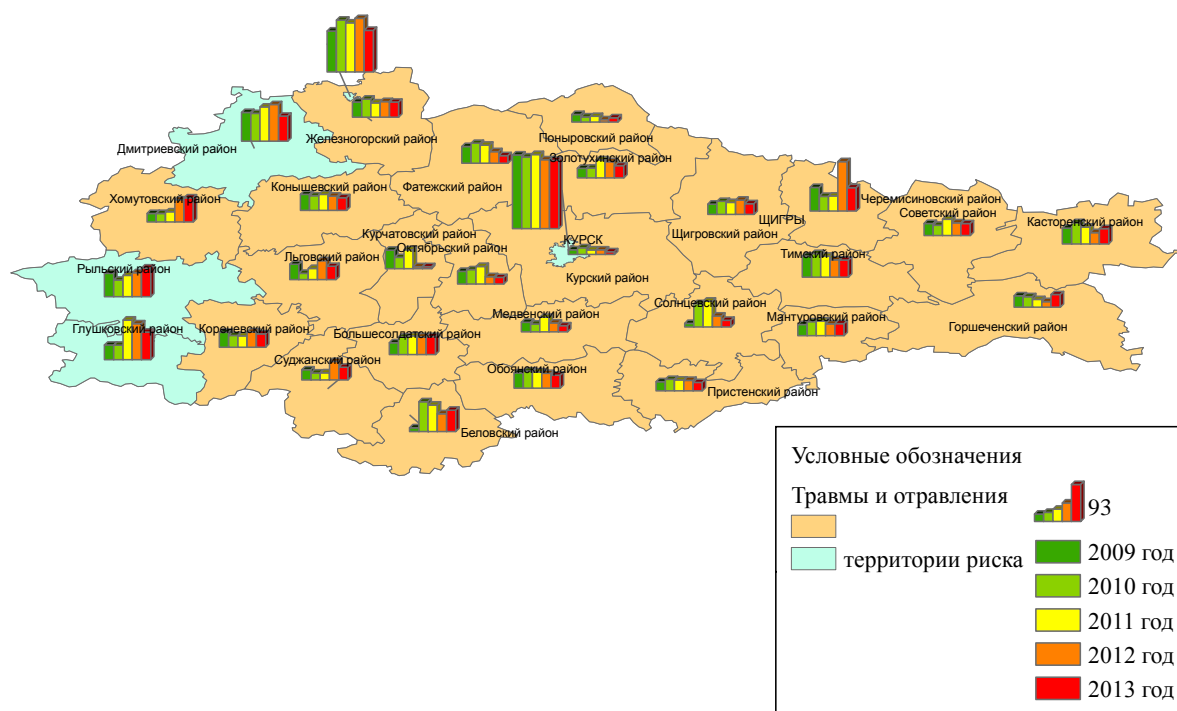 Железногорский район
Поныровский район
Дмитриевский район
Золотухинский район
Конышевский район
Фатежский район
Хомутовский район
Черемисиновский район
Советский район
Касторенский район
ЩИГРЫ
Щигровский район
Курчатовский район
Октябрьский район
КУРСК
Курский район
Тимский район
Льговский район
Рыльский район
Солнцевский район
Медвенский район
Мантуровский район
Горшеченский район
Глушковский район
Кореневский район
Большесолдатский район
Суджанский район
Обоянский район
Пристенский район
Беловский район
Условные обозначения
Травмы и отравления
93
территории риска
2009 год
2010 год
2011 год
2012 год
2013 год